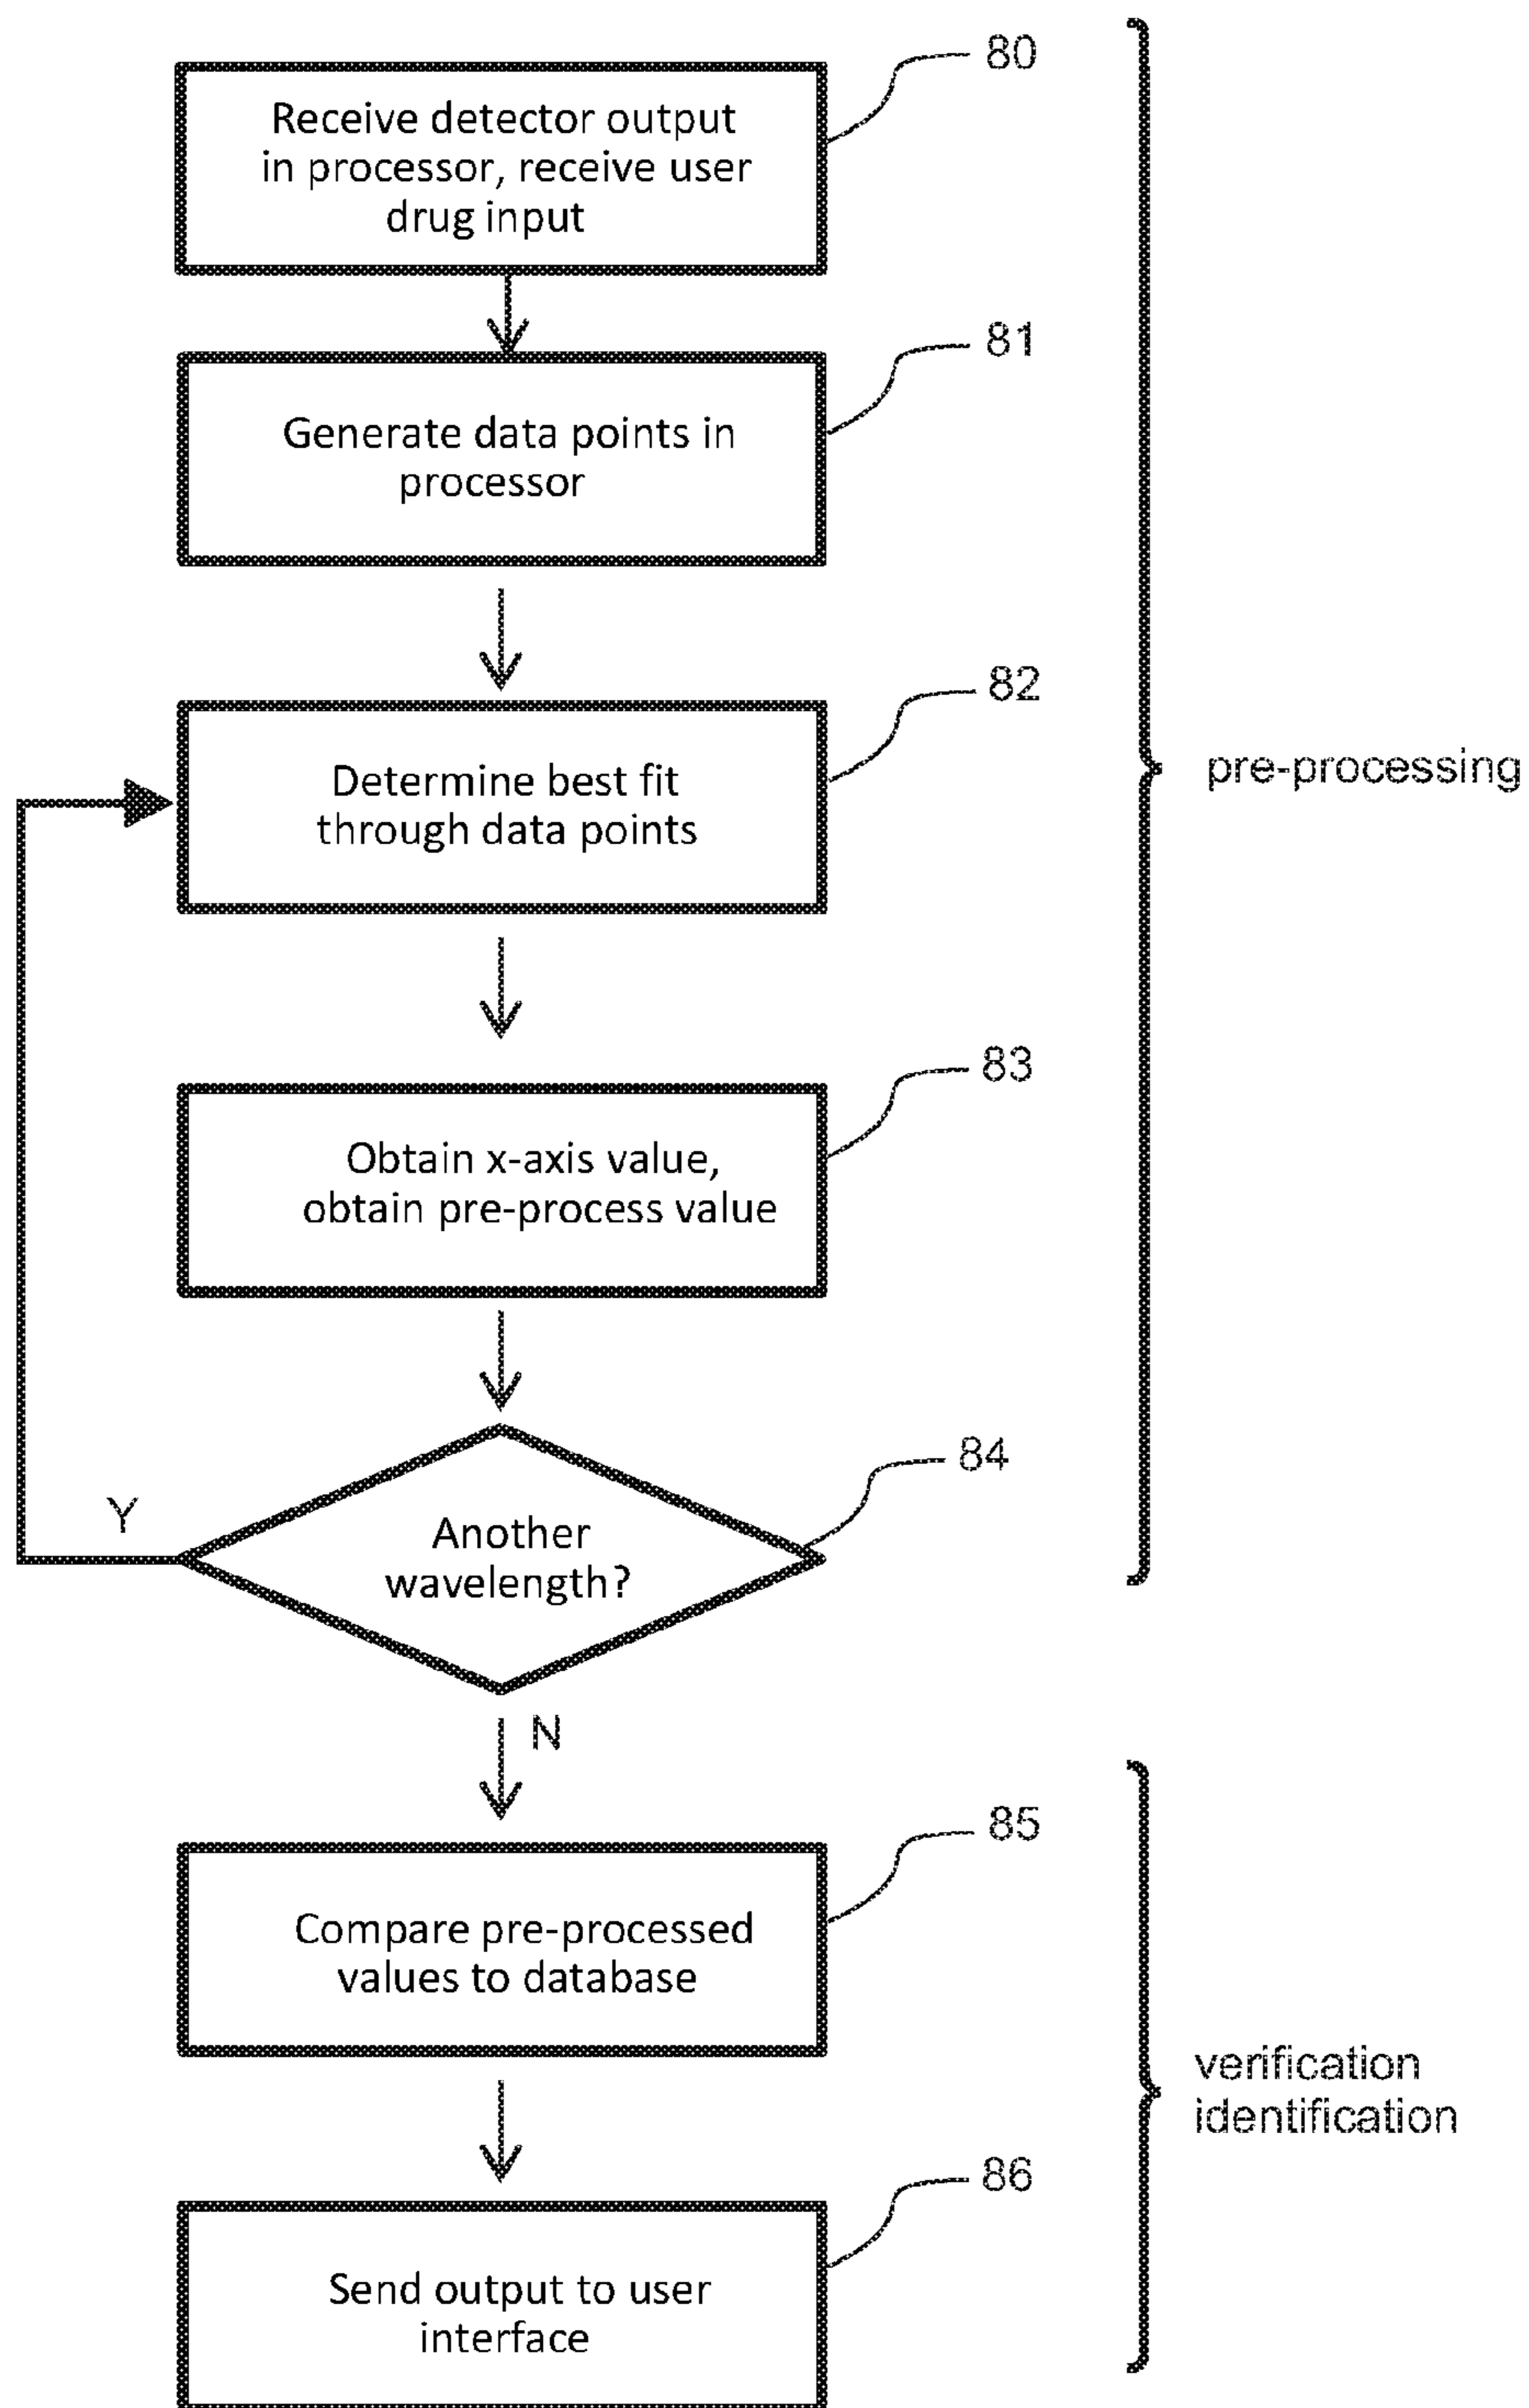 80
Receive detector output
in processor, receive user
drug input
81
Generate data points in
processor
82
Determine best fit
through data points
pre-processing
83
Obtain x-axis value,
obtain pre-process value
84
Another
wavelength?
Y
N
85
Compare pre-processed
values to database
verification
identification
86
Send output to user
interface